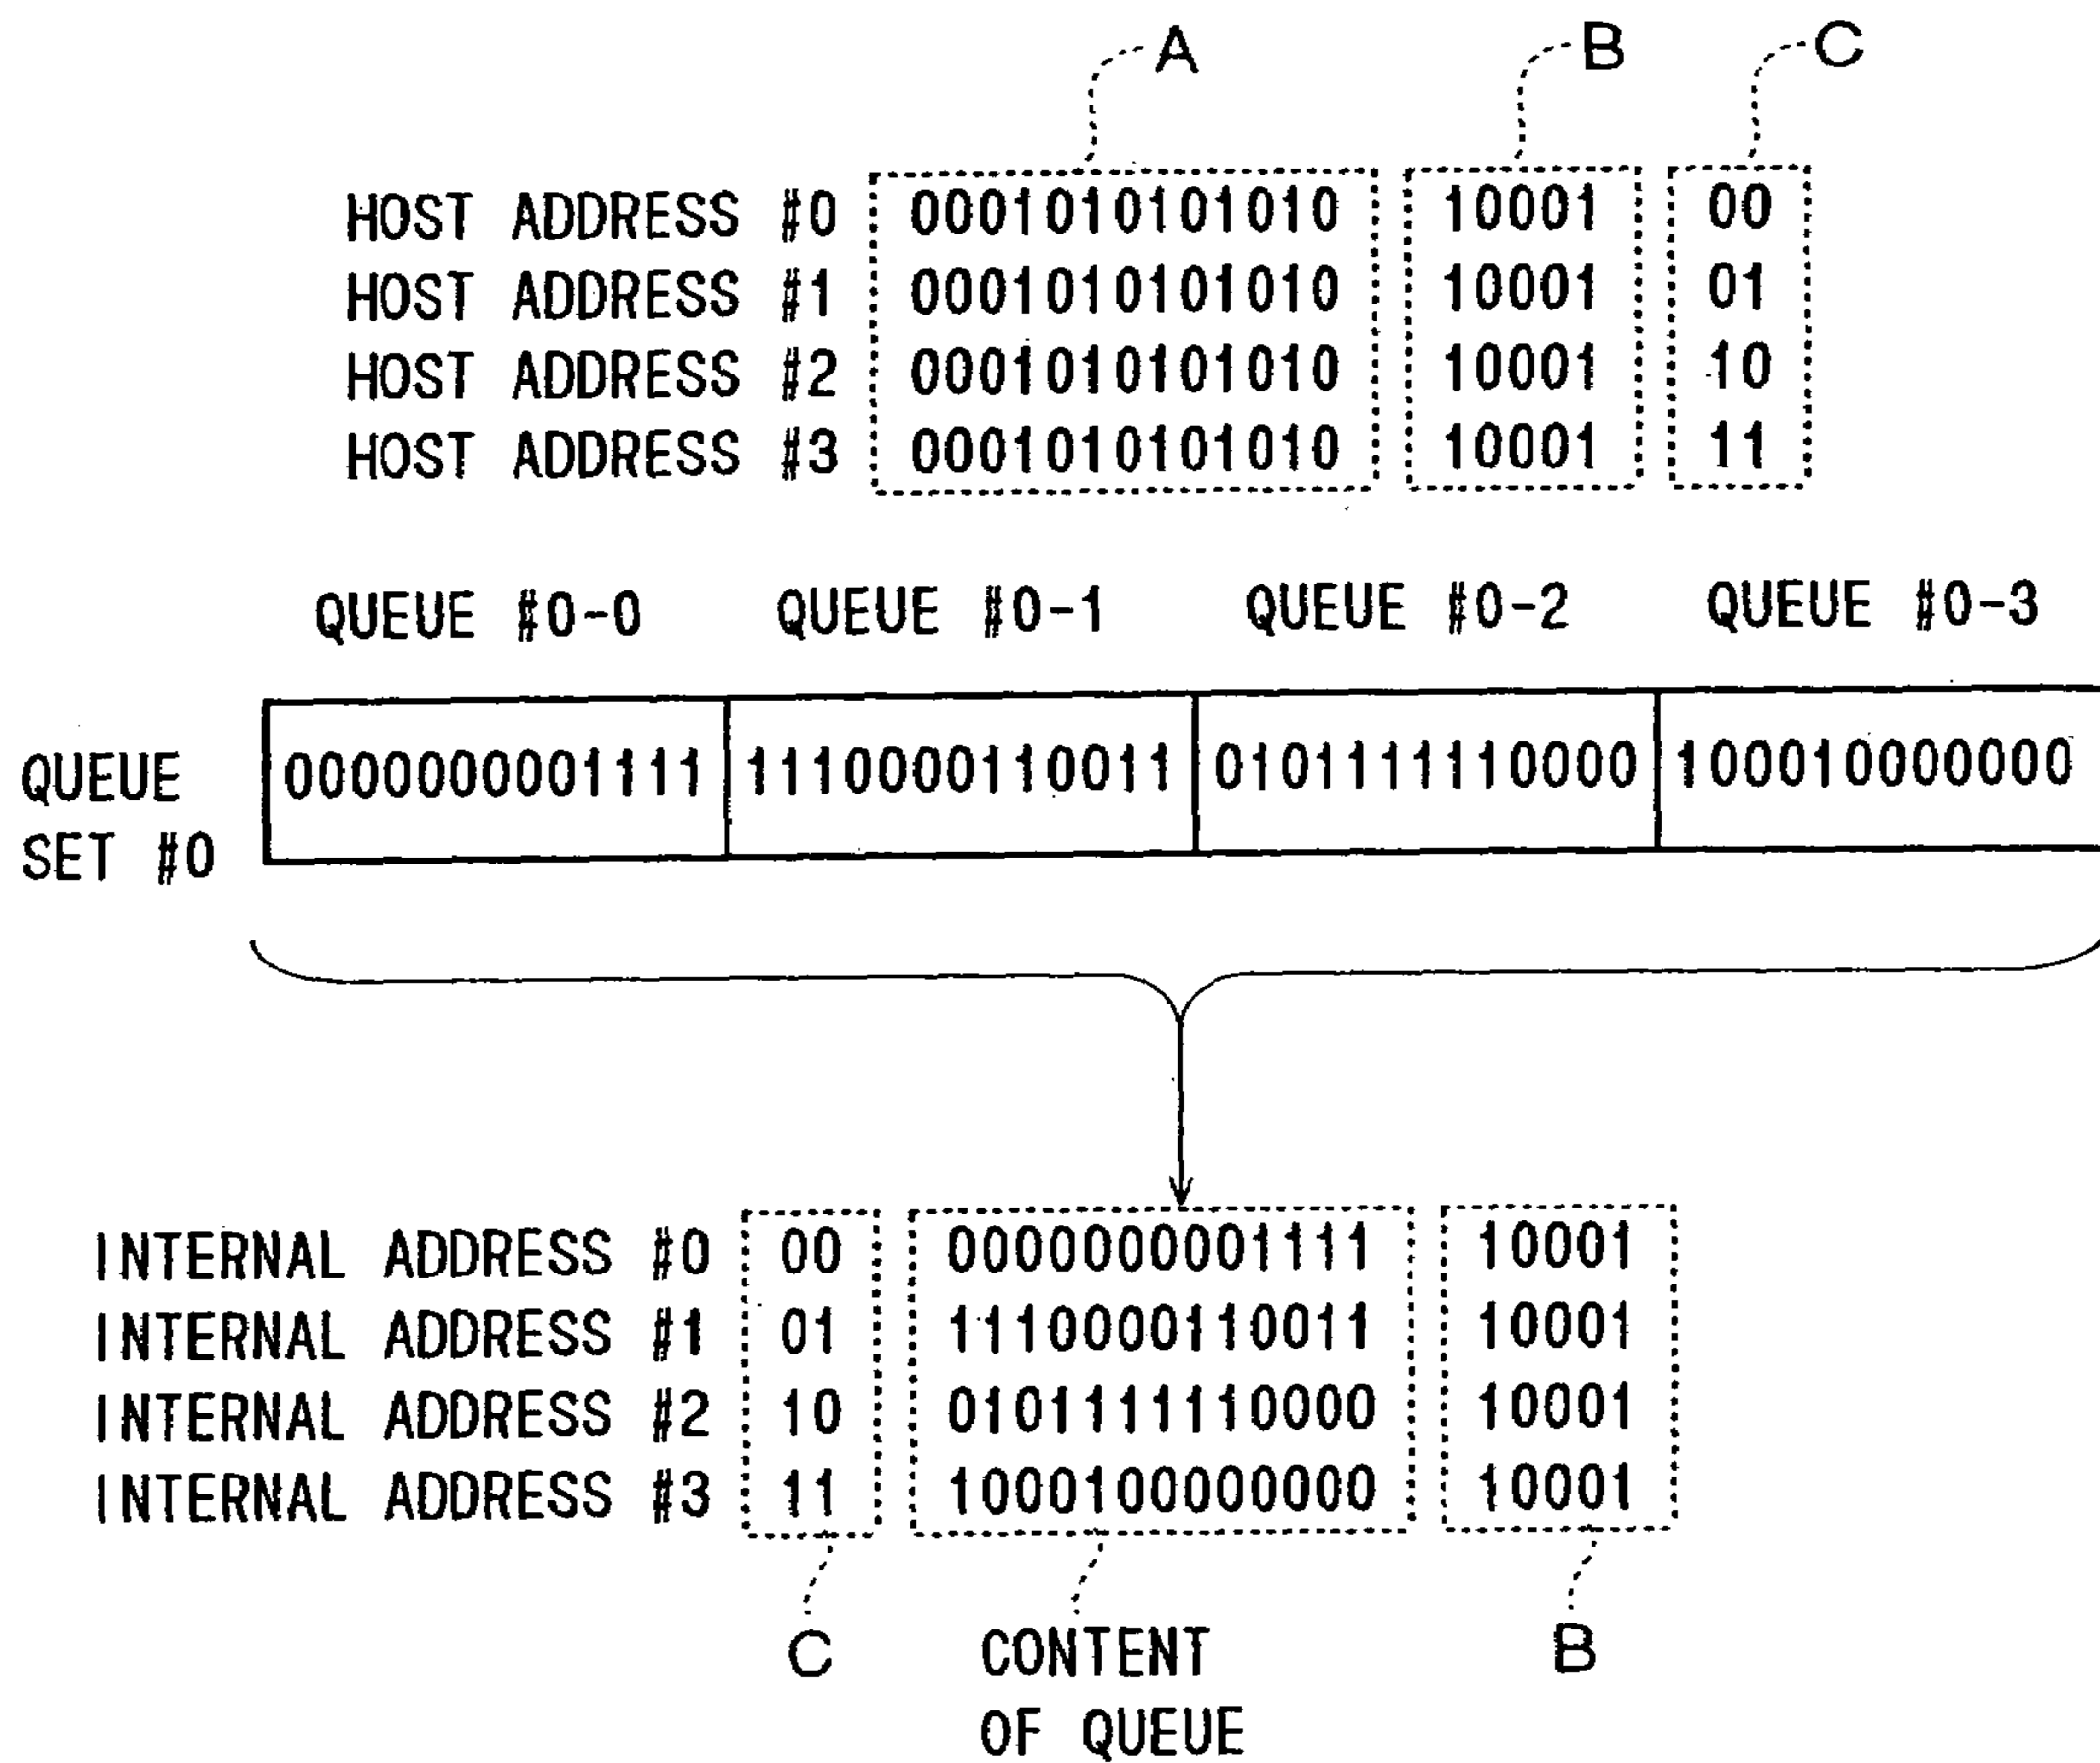 A B C
HOST ADDRESS #0 0001010101010 10001 00
HOST ADDRESS #1 0001010101010 10001 01
HOST ADDRESS #2 0001010101010 10001 10
HOST ADDRESS #3 0001010101010 10001 11
QUEUE #0-0 QUEUE #0-1 QUEUE #0-2 QUEUE #0-3
QUEUE SET #0
0000000001111 1110000110011 0101111110000 100010000000
INTERNAL ADDRESS #0 00 0000000001111 10001
INTERNAL ADDRESS #1 01 1110000110011 10001
INTERNAL ADDRESS #2 10 0101111110000 10001
INTERNAL ADDRESS #3 11 1000100000000 10001
C CONTENT OF QUEUE B